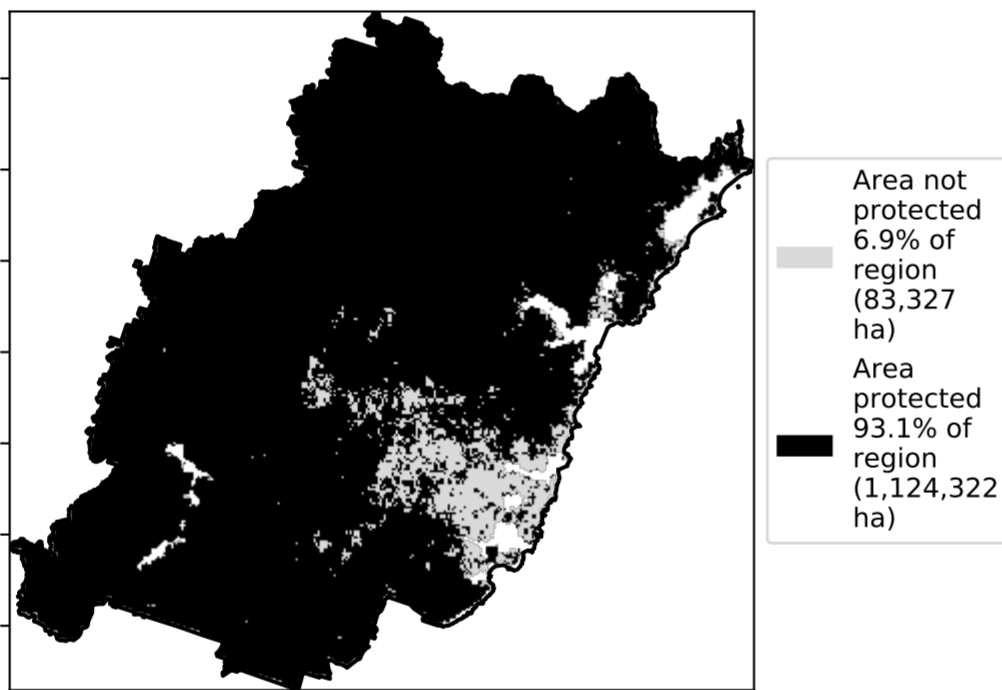 Area not
protected
6.9% of
region
(83,327
ha)
Area
protected
93.1% of
region
(1,124,322
ha)